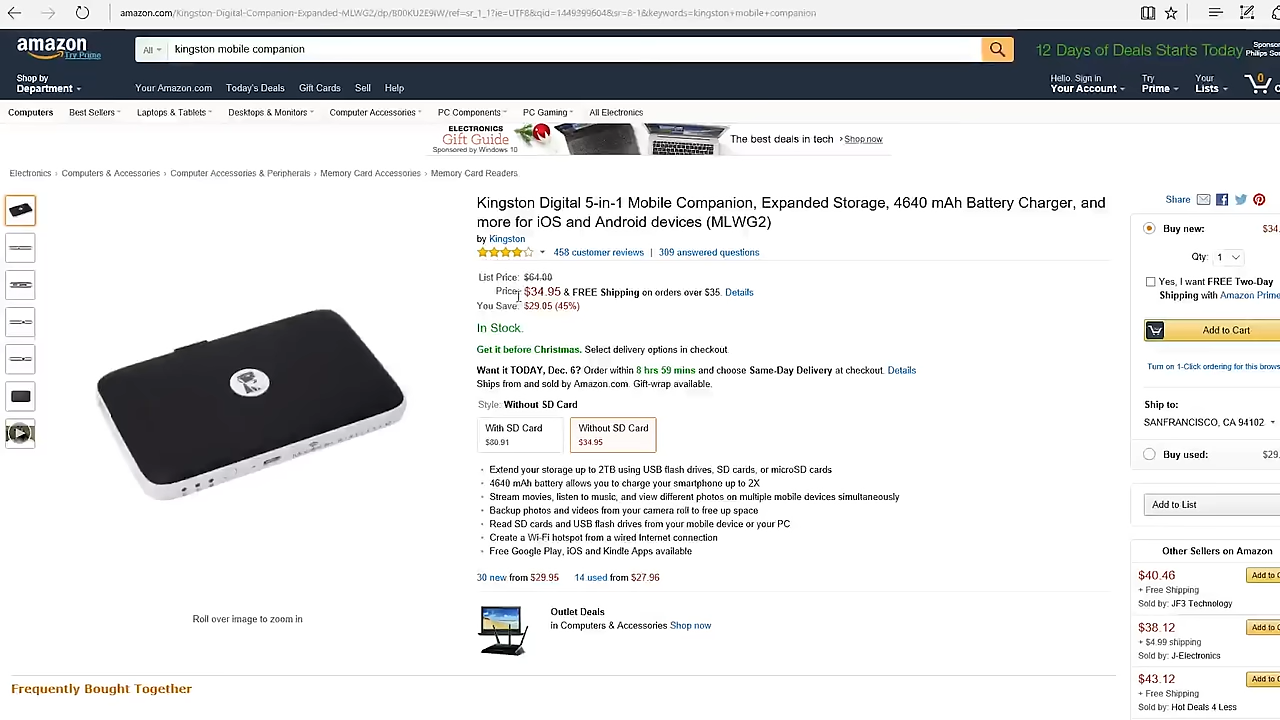 amazon.com/Kingston-Digital-Companion-Expanded-MLWG2/dp/
amazon
Try Prime
All
kingston mobile companion
12 Days of Deals Starts Today
Shop by
Department
Your Amazon.com Today's Deals Gift Cards Sell Help
Hello. Sign in
Your Account
Try
Prime
Your
Lists
0
Computers Best Sellers Laptops & Tablets Desktops & Monitors Computer Accessories PC Components PC Gaming All Electronics
ELECTRONICS
Gift Guide
Sponsored by Windows 10
The best deals in tech › Shop now
Electronics › Computers & Accessories › Computer Accessories & Peripherals › Memory Card Accessories › Memory Card Readers
Kingston Digital 5-in-1 Mobile Companion, Expanded Storage, 4640 mAh Battery Charger, and
more for iOS and Android devices (MLWG2)
by Kingston
458 customer reviews | 309 answered questions
List Price: $64.00
Price: $34.95 & FREE Shipping on orders over $35. Details
You Save: $29.05 (45%)
In Stock.
Get it before Christmas. Select delivery options in checkout.
Want it TODAY, Dec. 6? Order within 8 hrs 59 mins and choose Same-Day Delivery at checkout. Details
Ships from and sold by Amazon.com. Gift-wrap available.
Style: Without SD Card
With SD Card
$80.91
Without SD Card
$34.95
• Extend your storage up to 2TB using USB flash drives, SD cards, or microSD cards
• 4640 mAh battery allows you to charge your smartphone up to 2X
• Stream movies, listen to music, and view different photos on multiple mobile devices simultaneously
• Backup photos and videos from your camera roll to free up space
• Read SD cards and USB flash drives from your mobile device or your PC
• Create a Wi-Fi hotspot from a wired Internet connection
• Free Google Play, iOS and Kindle Apps available
30 new from $29.95 14 used from $27.96
Outlet Deals
in Computers & Accessories Shop now
Roll over image to zoom in
Frequently Bought Together
Share
Buy new: $34.
Qty: 1
Yes, I want FREE Two-Day
Shipping with Amazon Prime
Add to Cart
Turn on 1-Click ordering for this brows
Ship to:
SANFRANCISCO, CA 94102
Buy used: $29.
Add to List
Other Sellers on Amazon
$40.46
Add to C
+ Free Shipping
Sold by: JF3 Technology
$38.12
Add to C
+ $4.99 shipping
Sold by: J-Electronics
$43.12
Add to C
+ Free Shipping
Sold by: Hot Deals 4 Less